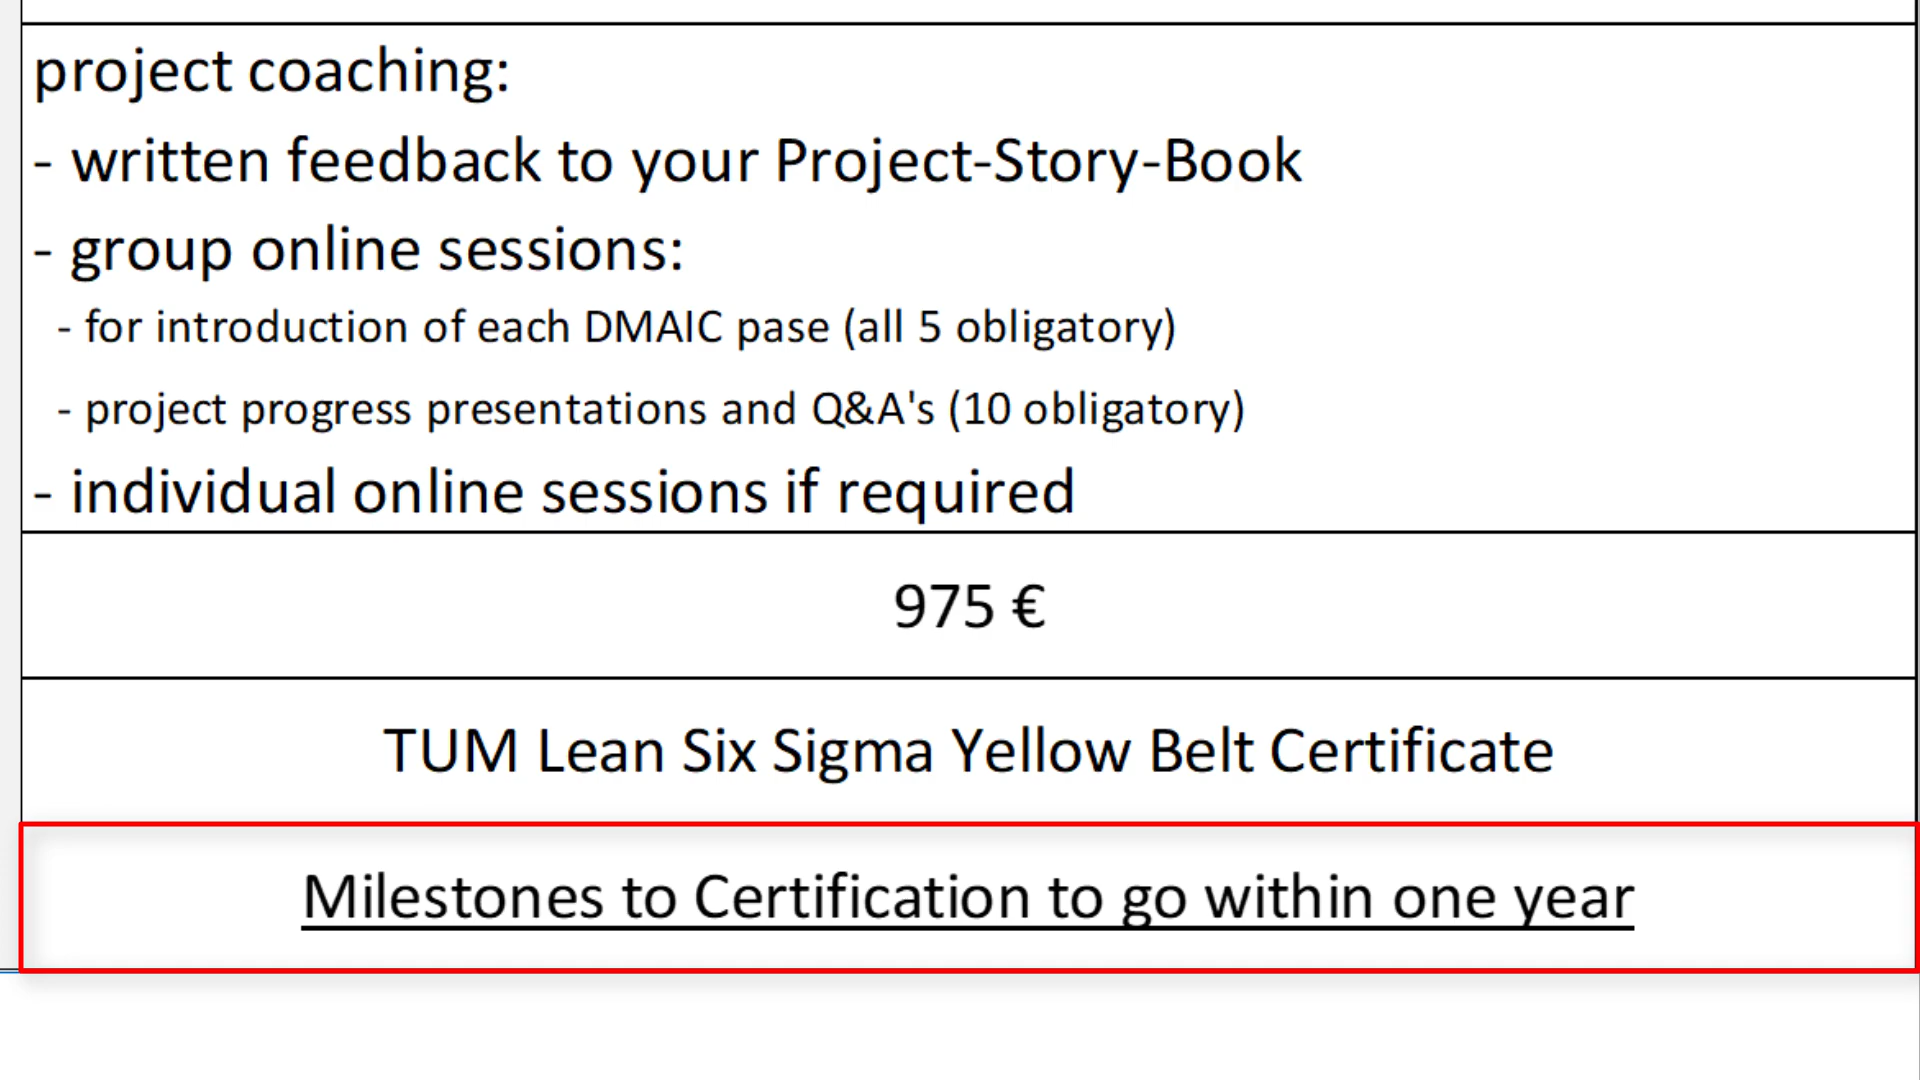 project coaching:
- written feedback to your Project-Story-Book
- group online sessions:
- for introduction of each DMAIC pase (all 5 obligatory)
- project progress presentations and Q&A's (10 obligatory)
- individual online sessions if required
975 €
TUM Lean Six Sigma Yellow Belt Certificate
Milestones to Certification to go within one year